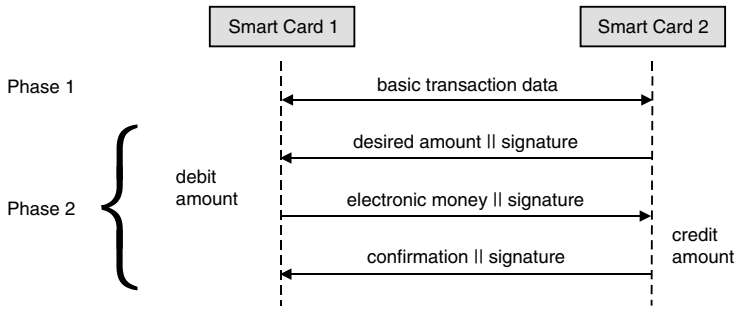 Smart Card 1
Smart Card 2
Phase 1
basic transaction data
desired amount || signature
debit
amount
Phase 2
electronic money || signature
credit
amount
confirmation || signature